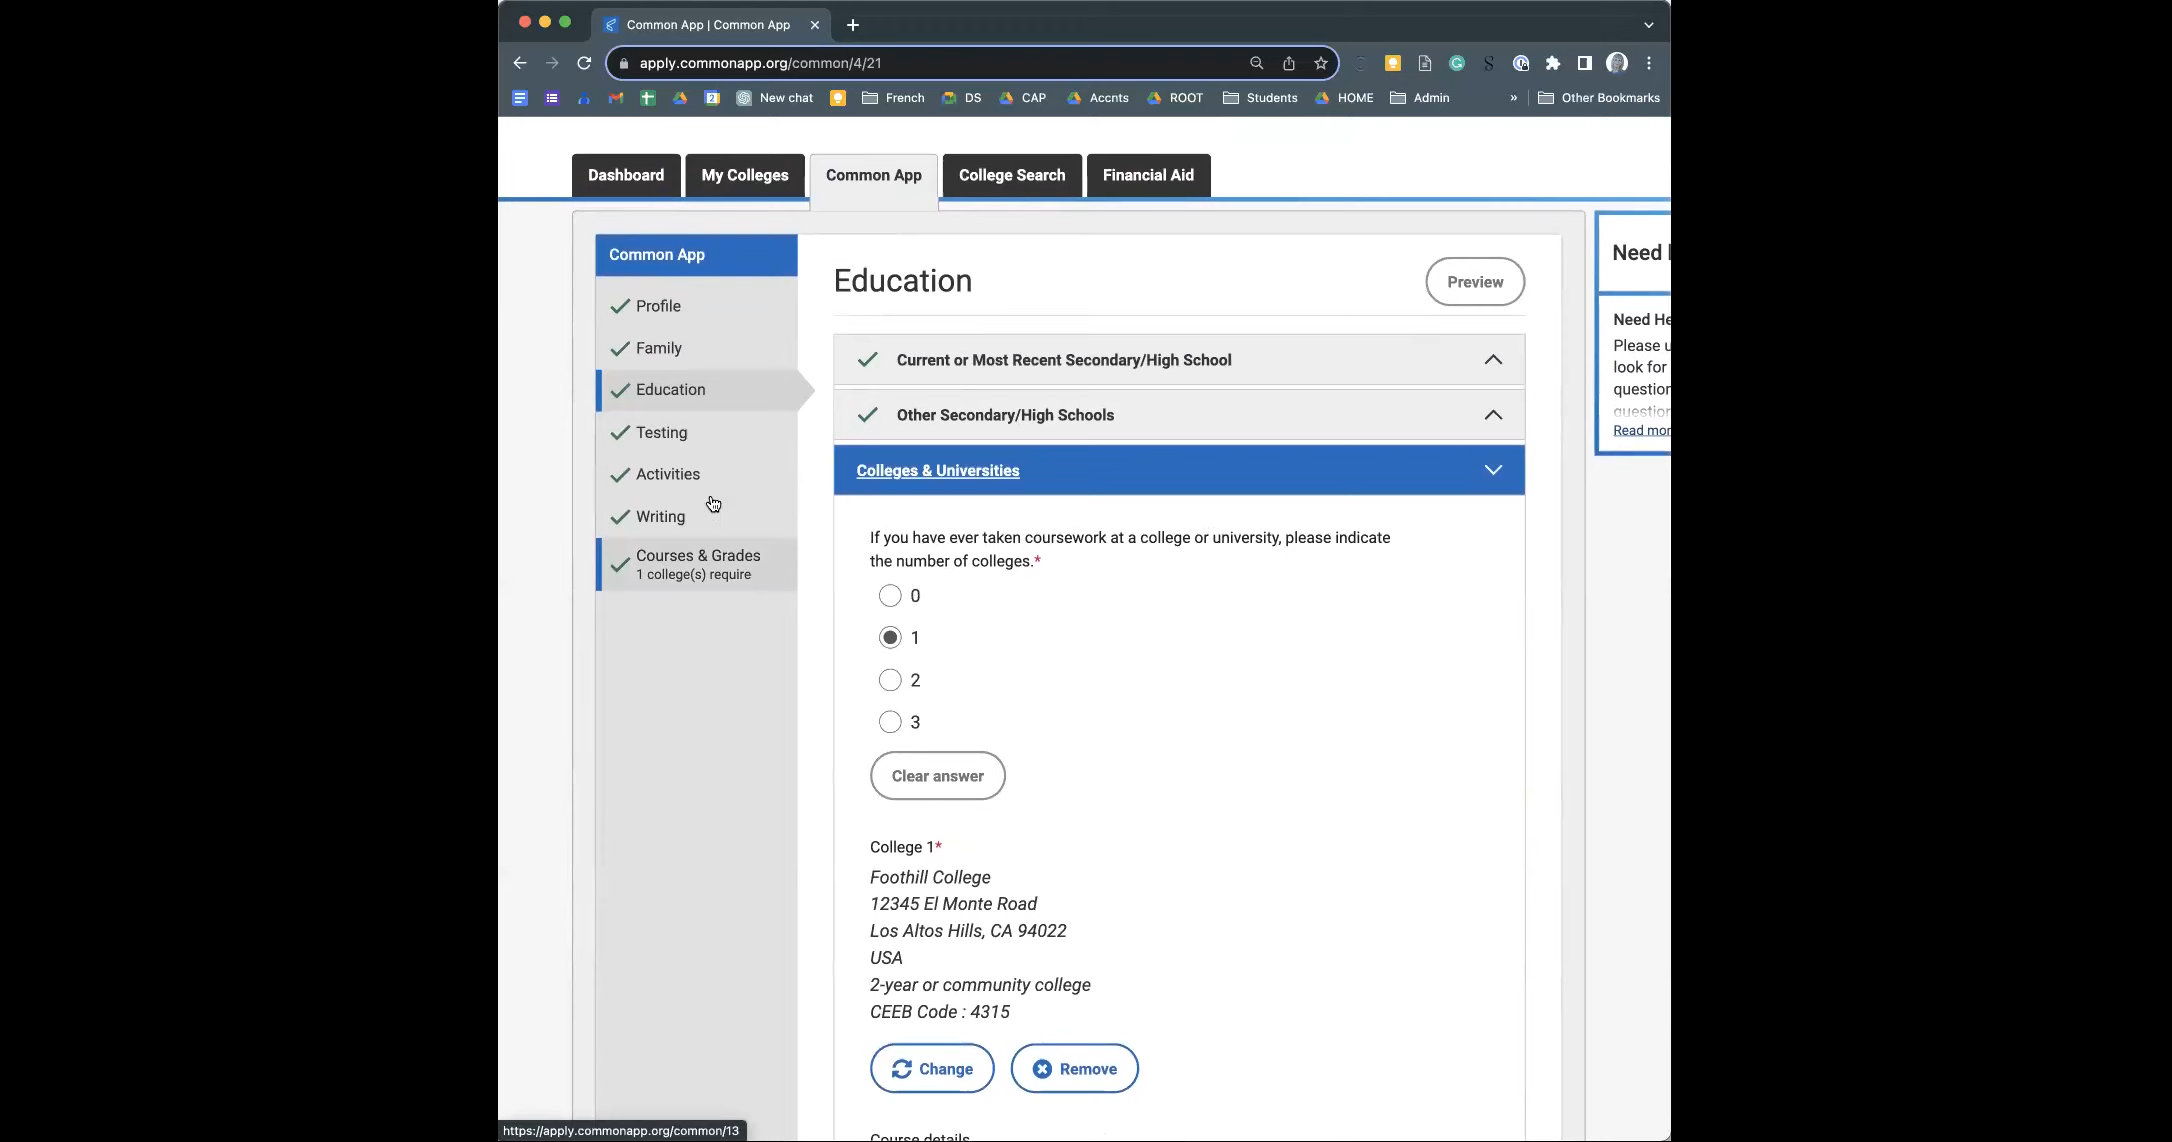 Common App | Common App
apply.commonapp.org/common/4/21
New chat
French
DS
CAP
Accnts
ROOT
Students
HOME
Admin
»
Other Bookmarks
Dashboard
My Colleges
Common App
College Search
Financial Aid
Common App
Profile
Family
Education
Testing
Activities
Writing
Courses & Grades
1 college(s) require
Education
Preview
Current or Most Recent Secondary/High School
Other Secondary/High Schools
Colleges & Universities
If you have ever taken coursework at a college or university, please indicate
the number of colleges.*
0
1
2
3
Clear answer
College 1*
Foothill College
12345 El Monte Road
Los Altos Hills, CA 94022
USA
2-year or community college
CEEB Code : 4315
Change
Remove
Course details
Need
Need He
Please u
look for
question
question
Read mor
https://apply.commonapp.org/common/13